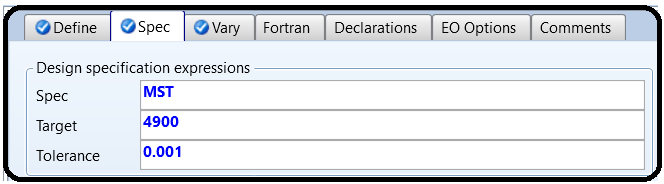 Define Spec Vary Fortran Declarations EO Options Comments
Design specification expressions
Spec MST
Target 4900
Tolerance 0.001